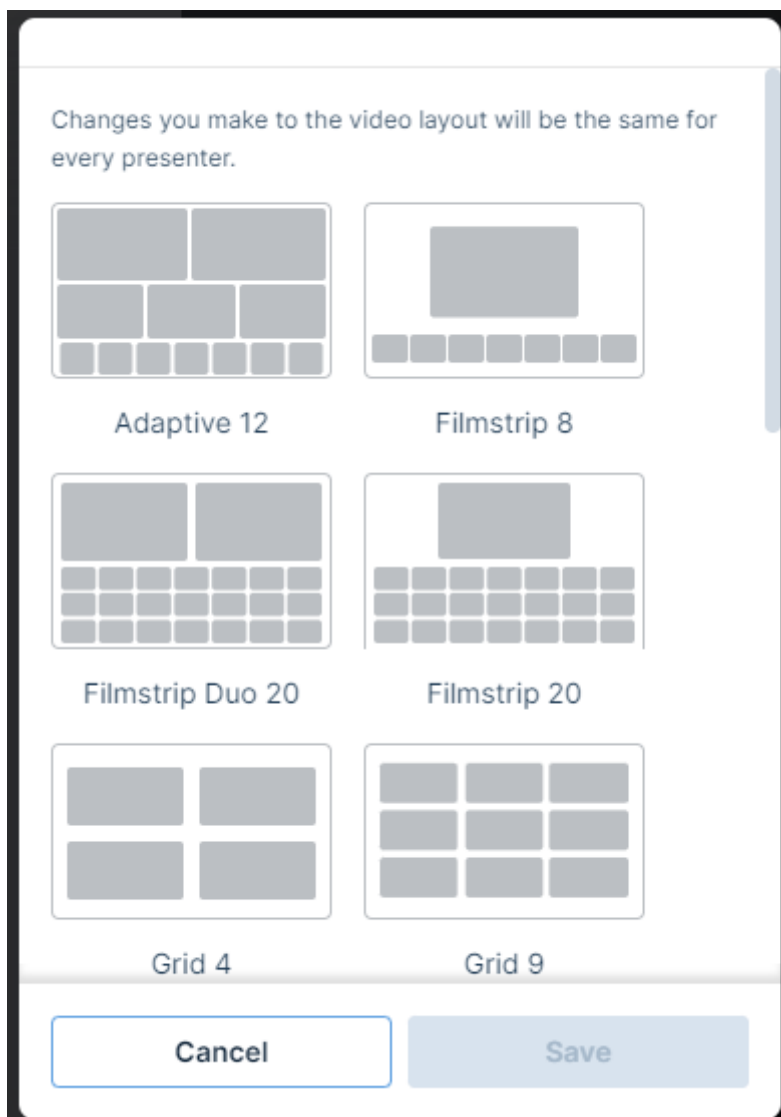 Changes you make to the video layout will be the same for
every presenter.
Adaptive 12
Filmstrip 8
Filmstrip Duo 20
Filmstrip 20
Grid 4
Grid 9
Cancel
Save